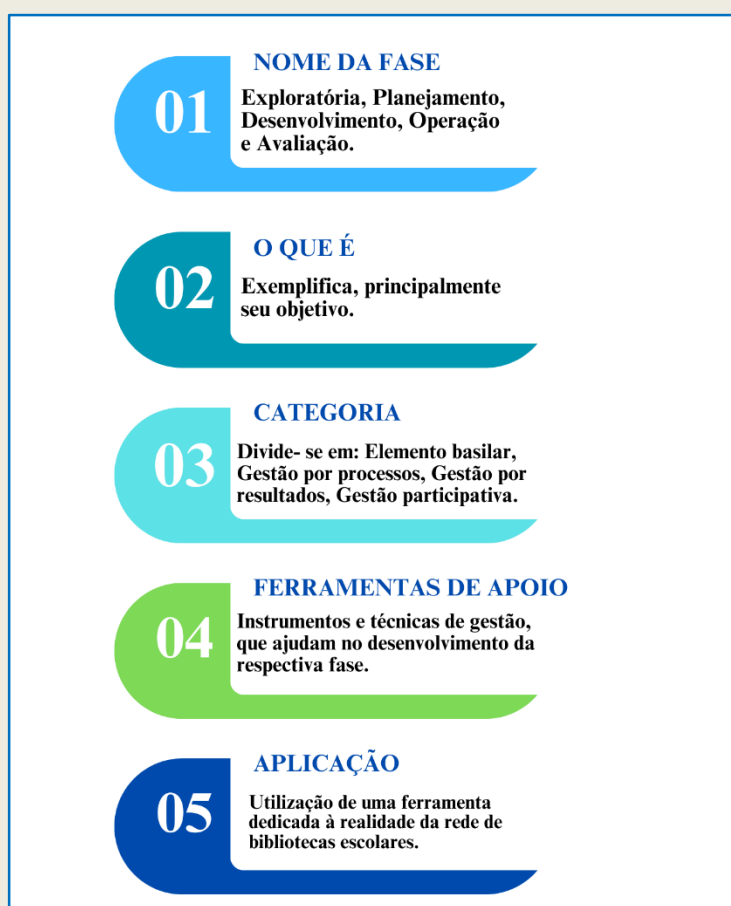 NOME DA FASE
01
Exploratória, Planejamento,
Desenvolvimento, Operação
e Avaliação.
O QUE É
02
Exemplifica, principalmente
seu objetivo.
CATEGORIA
03
Divide- se em: Elemento basilar,
Gestão por processos, Gestão por
resultados, Gestão participativa.
FERRAMENTAS DE APOIO
04
Instrumentos e técnicas de gestão,
que ajudam no desenvolvimento da
respectiva fase.
APLICAÇÃO
05
Utilização de uma ferramenta
dedicada à realidade da rede de
bibliotecas escolares.